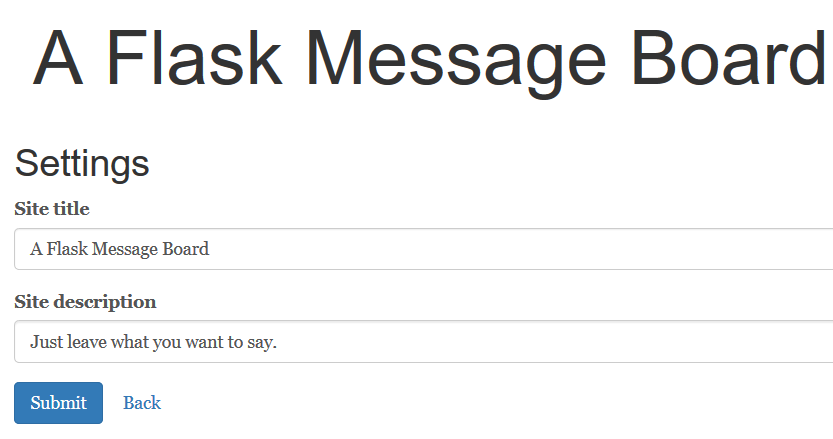 A Flask Message Board
Settings
Site title
A Flask Message Board
Site description
Just leave what you want to say.
Submit Back